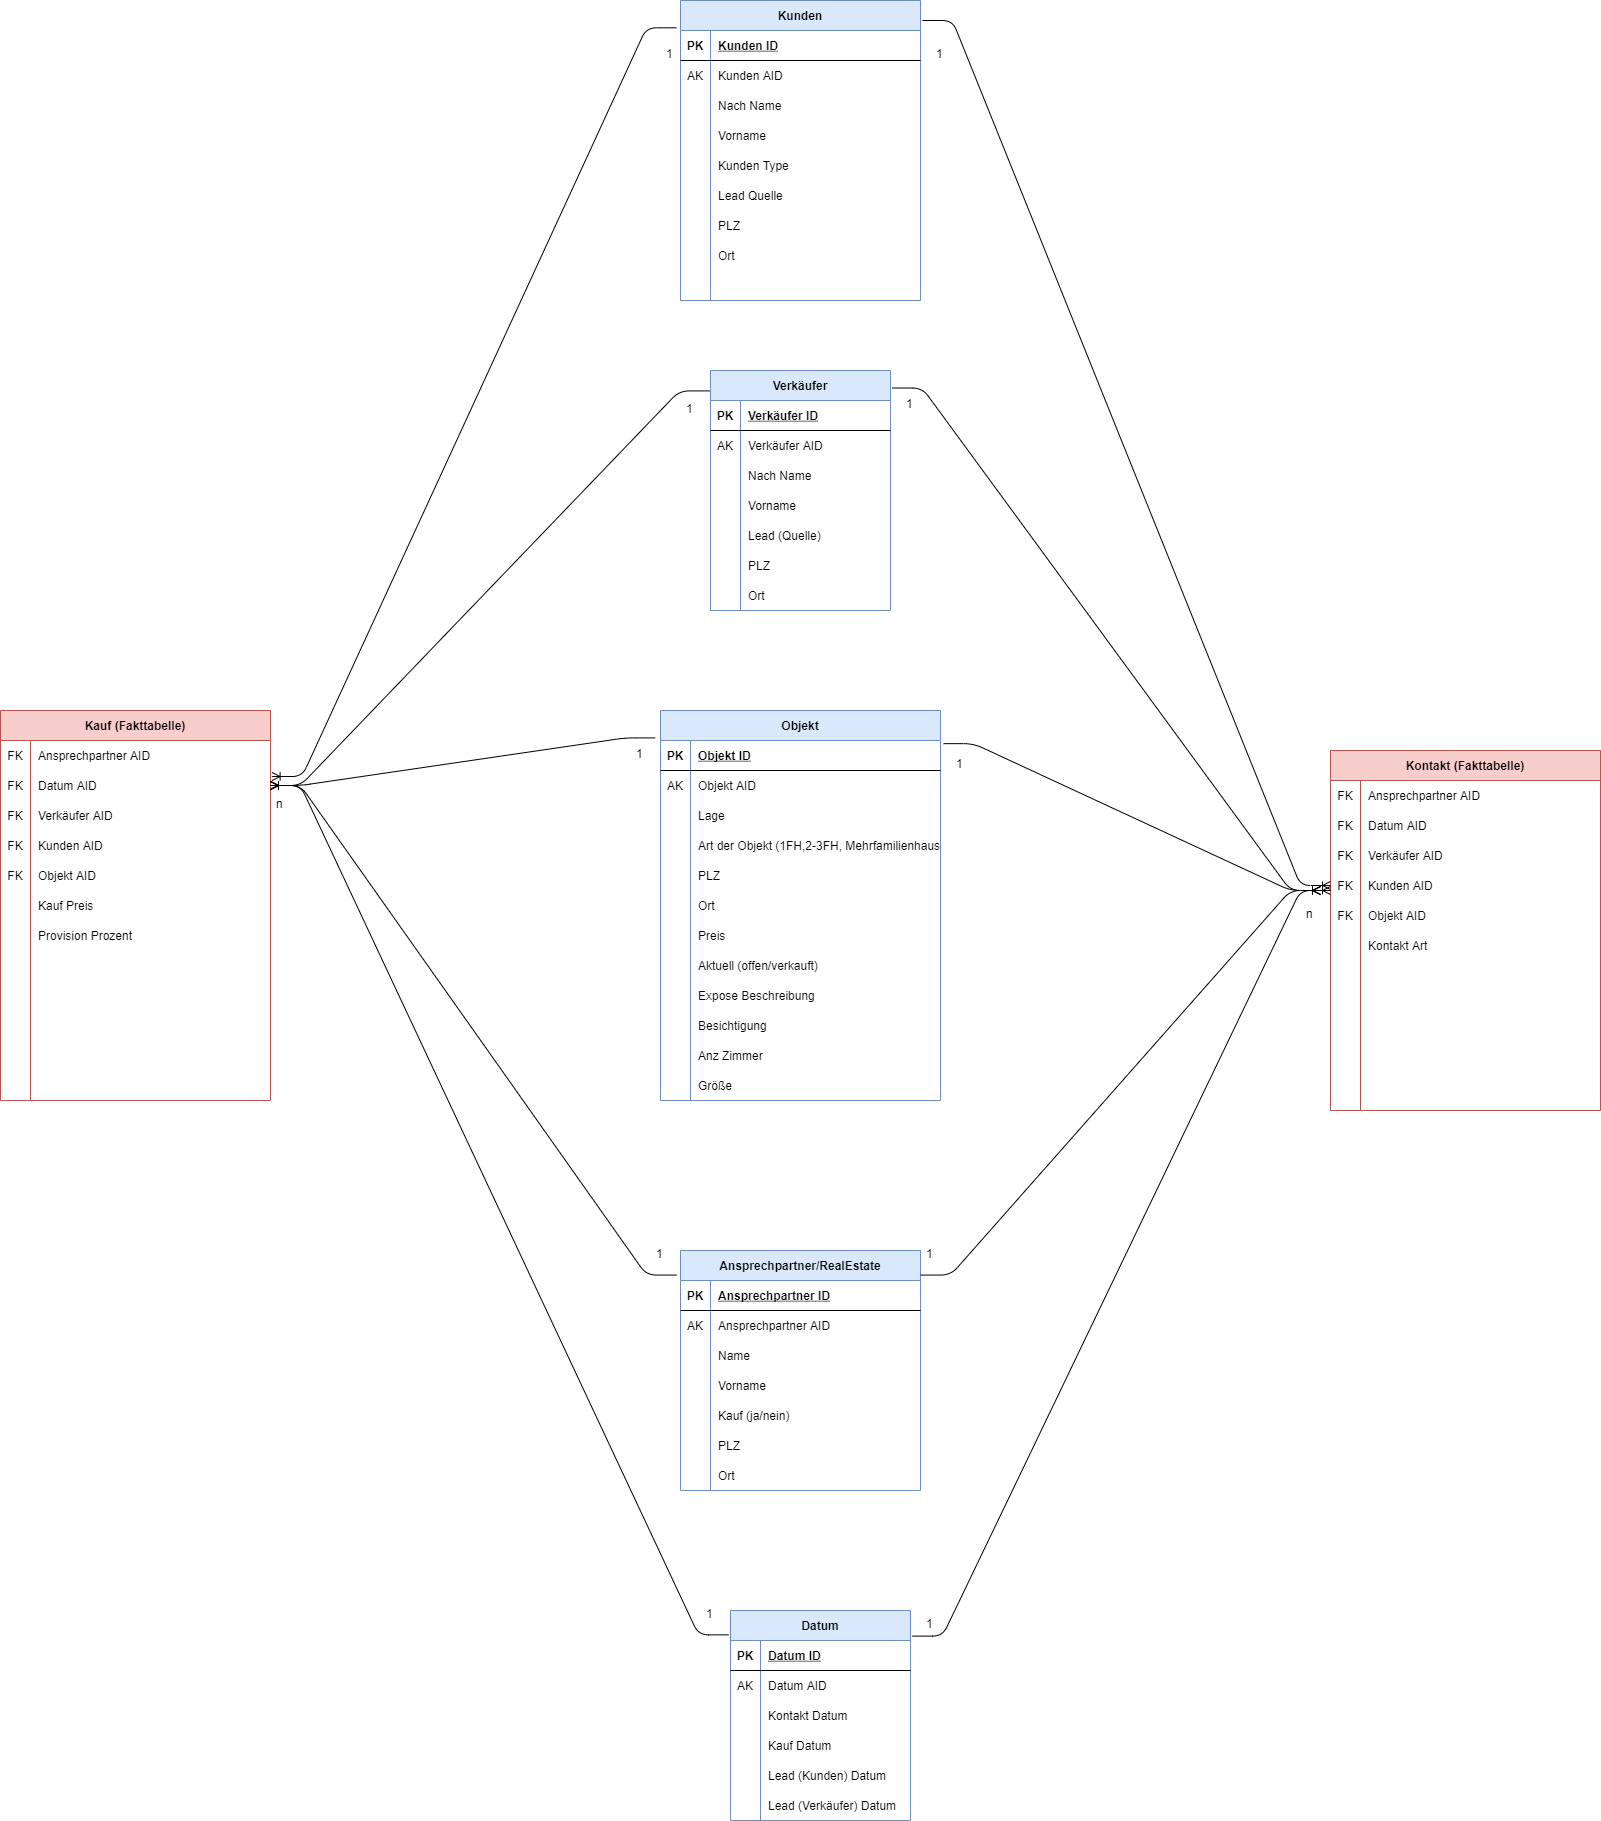 Kunden
1
PK Kunden ID
1
AK Kunden AID
Nach Name
Vorname
Kunden Type
Lead Quelle
PLZ
Ort
Verkäufer
1
PK Verkäufer ID
1
AK Verkäufer AID
Nach Name
Vorname
Lead (Quelle)
PLZ
Ort
Kauf (Fakttabelle)
FK Ansprechpartner AID
FK Datum AID
FK Verkäufer AID
FK Kunden AID
FK Objekt AID
Kauf Preis
Provision Prozent
n
Objekt
1
PK Objekt ID
1
AK Objekt AID
Lage
Art der Objekt (1FH,2-3FH, Mehrfamilienhaus
PLZ
Ort
Preis
Aktuell (offen/verkauft)
Expose Beschreibung
Besichtigung
Anz Zimmer
Größe
Kontakt (Fakttabelle)
FK Ansprechpartner AID
FK Datum AID
FK Verkäufer AID
FK Kunden AID
FK Objekt AID
Kontakt Art
n
1
Ansprechpartner/RealEstate
1
PK Ansprechpartner ID
AK Ansprechpartner AID
Name
Vorname
Kauf (ja/nein)
PLZ
Ort
1
Datum
1
PK Datum ID
AK Datum AID
Kontakt Datum
Kauf Datum
Lead (Kunden) Datum
Lead (Verkäufer) Datum